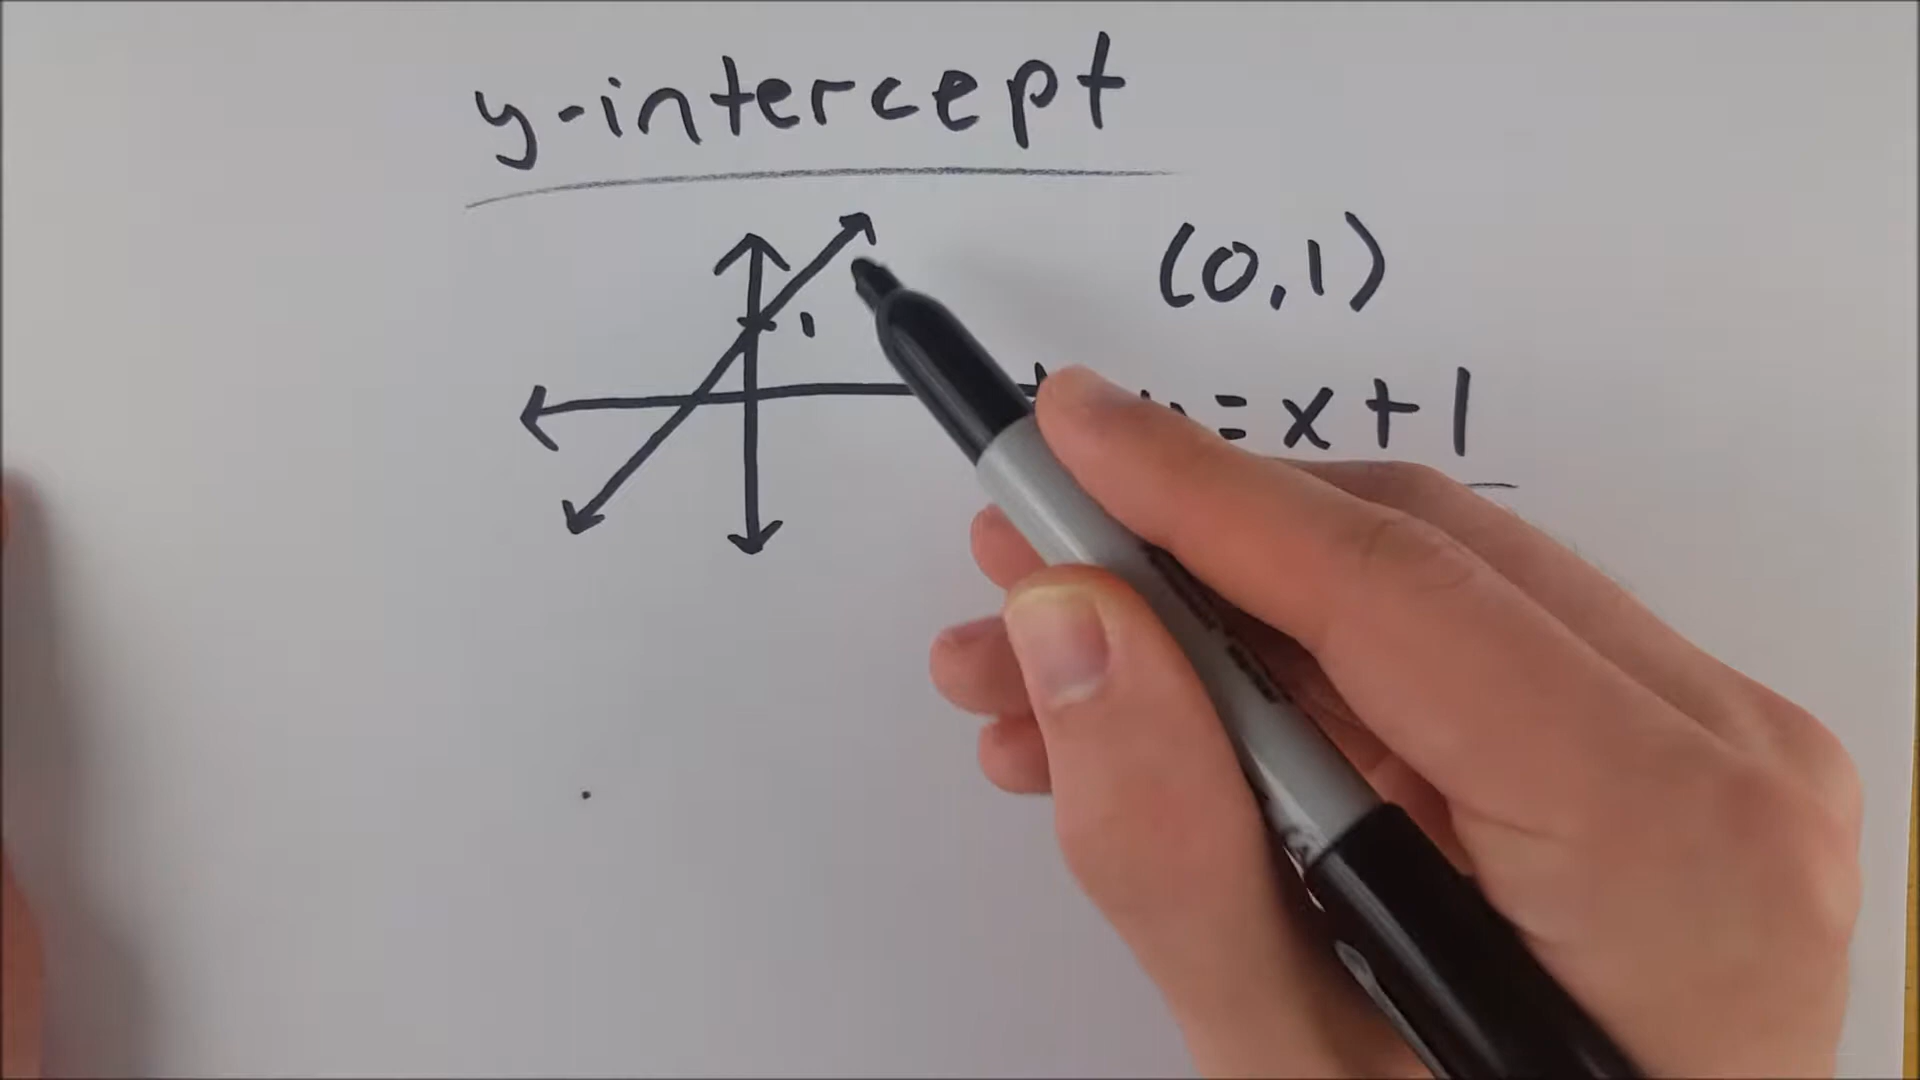 y-intercept
(0,1)
1
= x + 1